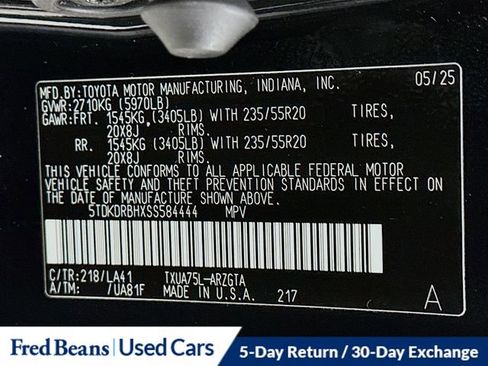 MFD.BY:TOYOTA MOTOR MANUFACTURING, INDIANA, INC. 05/25
GVWR:2710KG (5970LB)
GAWR:FRT. 1545KG,(3405LB) WITH 235/55R20 TIRES,
20X8J RIMS.
RR. 1545KG (3405LB) WITH 235/55R20 TIRES,
20X8J RIMS.
THIS VEHICLE CONFORMS TO ALL APPLICABLE FEDERAL MOTOR
VEHICLE SAFETY AND THEFT PREVENTION STANDARDS IN EFFECT ON
THE DATE OF MANUFACTURE SHOWN ABOVE.
5TDKDRBHXSS584444 MPV
C/TR:218/LA41 TXUA75L-ARZGTA
A/TM: /UA81F MADE IN U.S.A. 217 A
Fred Beans Used Cars 5-Day Return / 30-Day Exchange